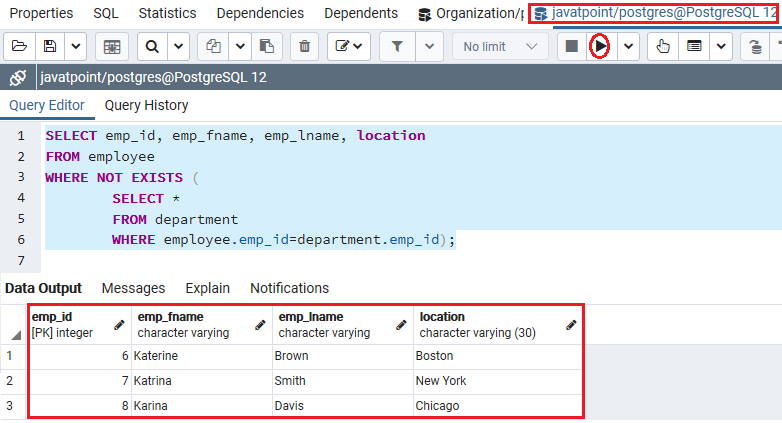 Properties SQL Statistics Dependencies Dependents Organization/p javatpoint/postgres@PostgreSQL 12
No limit
javatpoint/postgres@PostgreSQL 12
Query Editor Query History
1 SELECT emp_id, emp_fname, emp_lname, location
2 FROM employee
3 WHERE NOT EXISTS (
4 SELECT *
5 FROM department
6 WHERE employee.emp_id=department.emp_id);
7
Data Output Messages Explain Notifications
emp_id emp_fname emp_lname location
[PK] integer character varying character varying character varying (30)
1 6 Katerine Brown Boston
2 7 Katrina Smith New York
3 8 Karina Davis Chicago